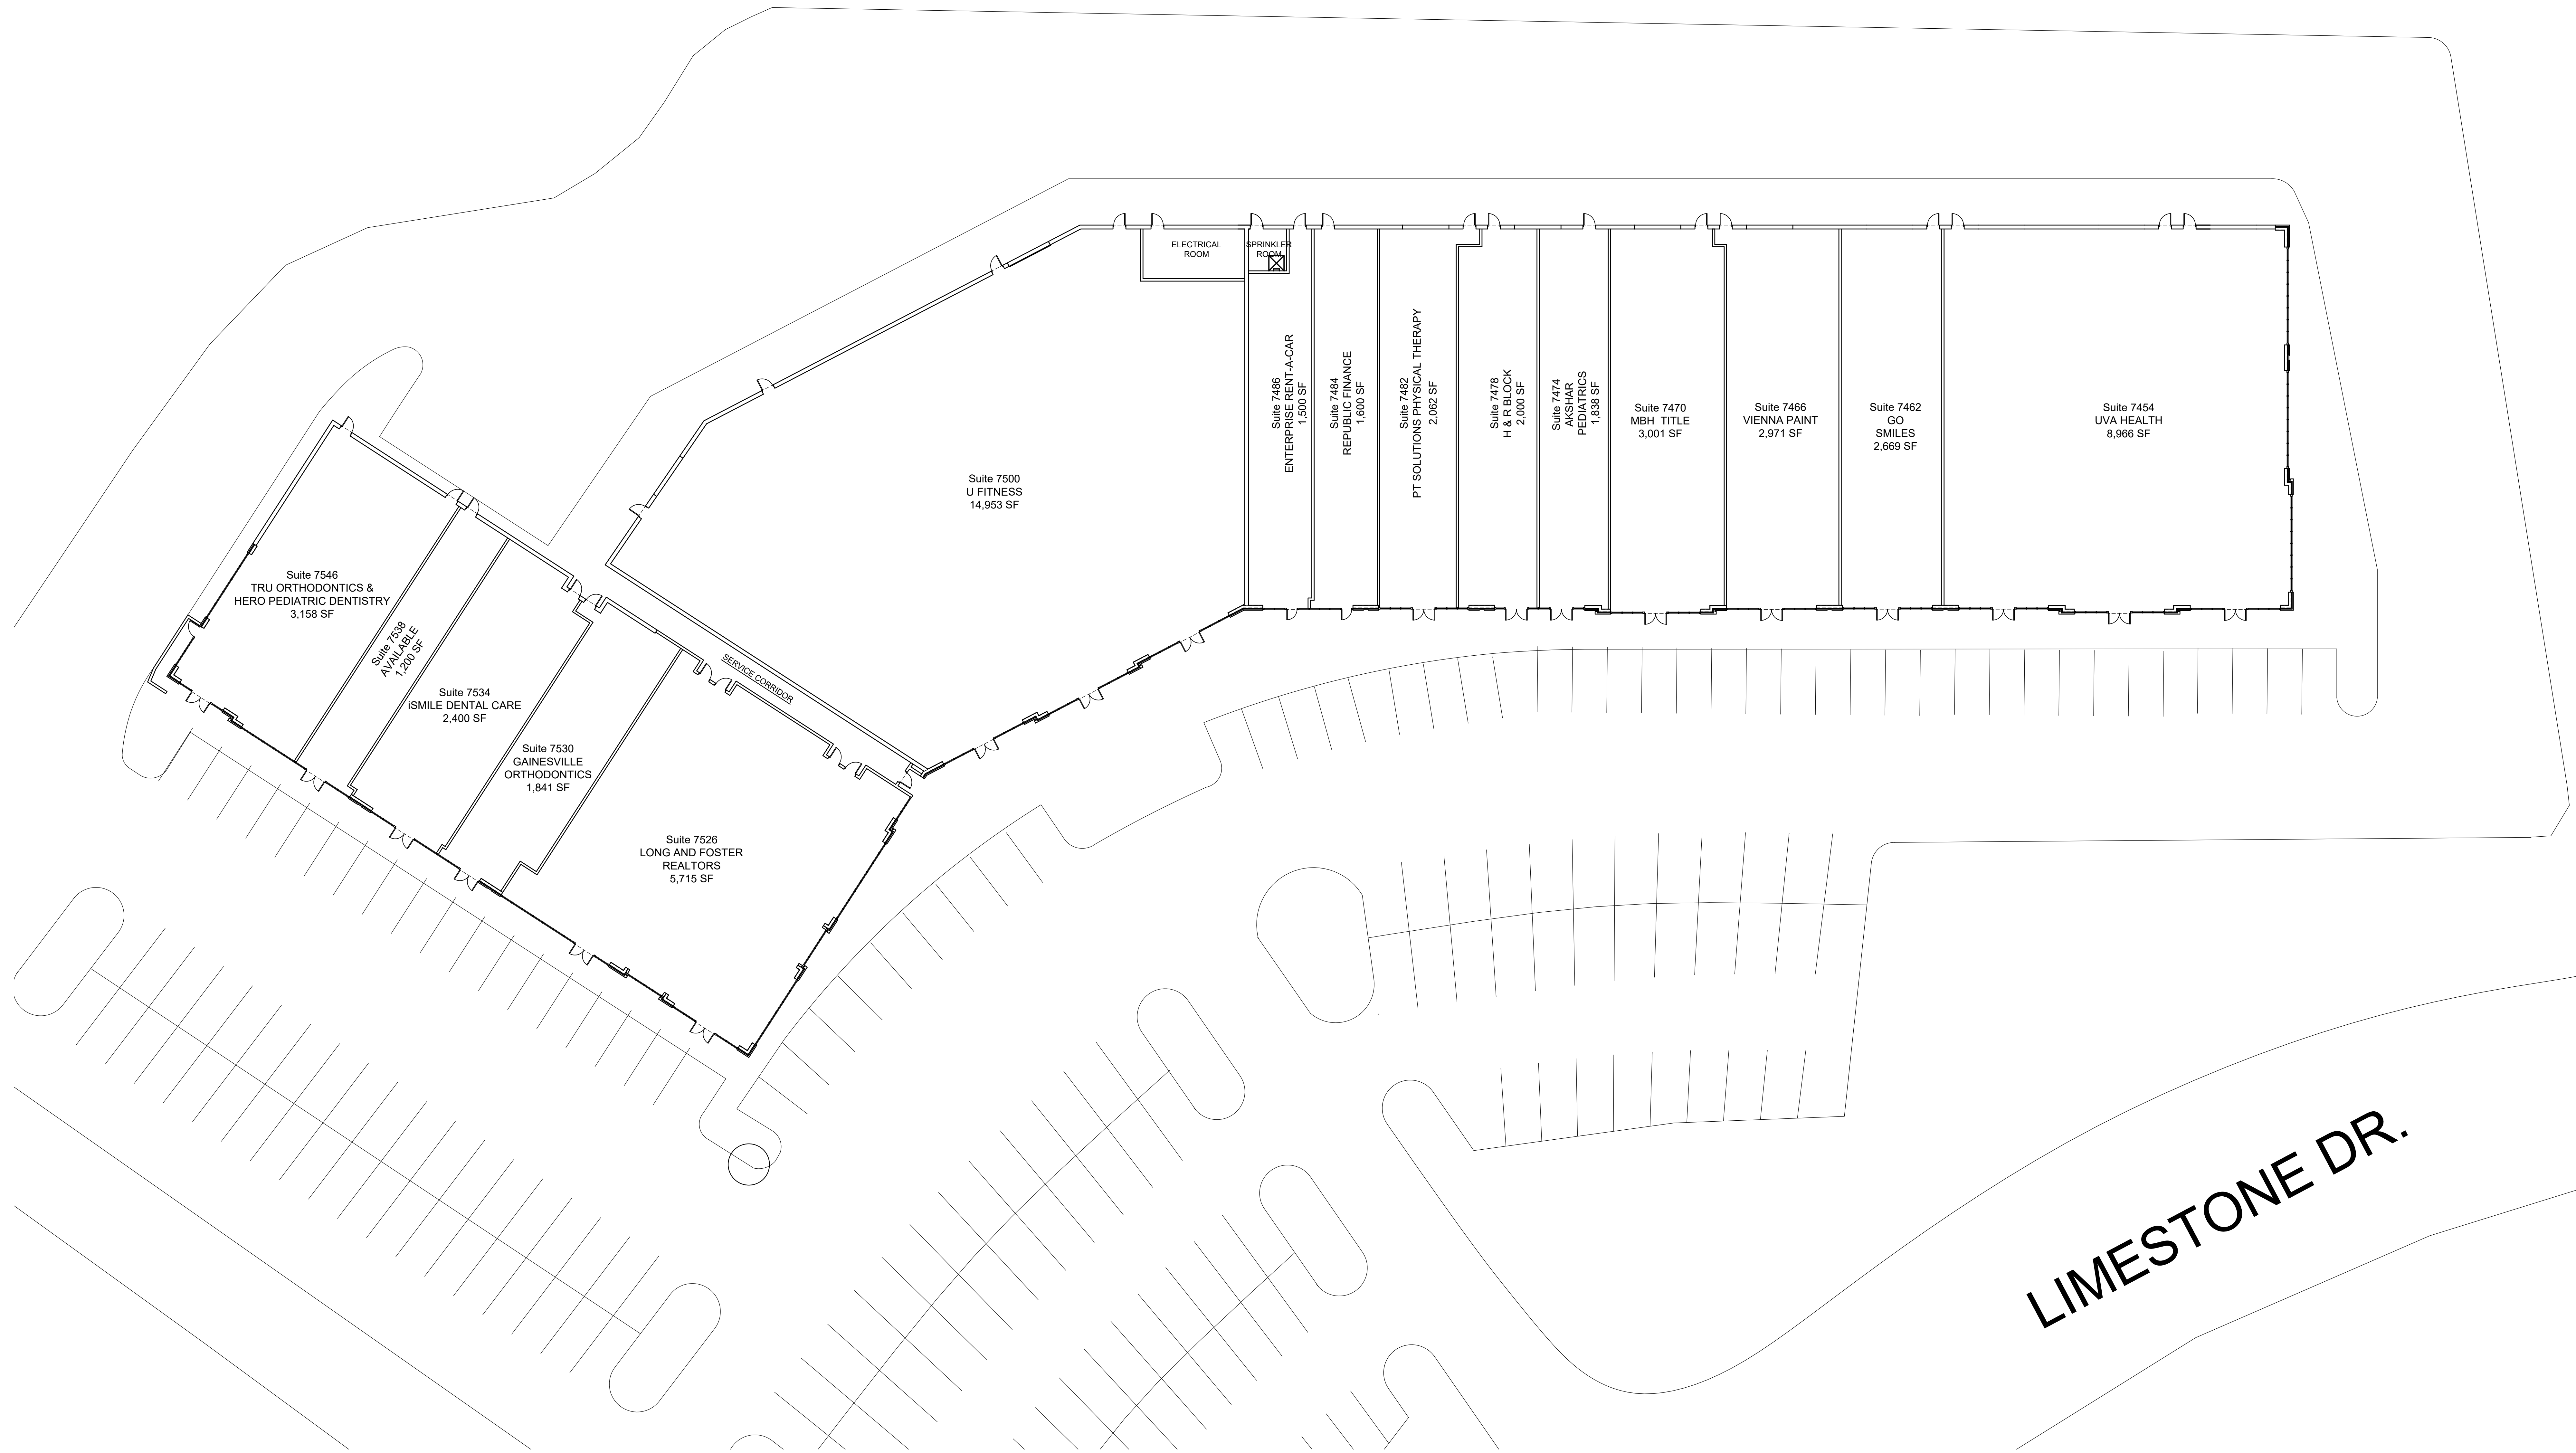 ELECTRICAL
ROOM
SPRINKLER
ROOM
Suite 7546
TRU ORTHODONTICS &
HERO PEDIATRIC DENTISTRY
3,158 SF
Suite 7538
AVAILABLE
1,200 SF
Suite 7534
iSMILE DENTAL CARE
2,400 SF
Suite 7530
GAINESVILLE
ORTHODONTICS
1,841 SF
Suite 7526
LONG AND FOSTER
REALTORS
5,715 SF
SERVICE CORRIDOR
Suite 7500
U FITNESS
14,953 SF
Suite 7486
ENTERPRISE RENT-A-CAR
1,500 SF
Suite 7484
REPUBLIC FINANCE
1,600 SF
Suite 7482
PT SOLUTIONS PHYSICAL THERAPY
2,062 SF
Suite 7478
H & R BLOCK
2,000 SF
Suite 7474
AKSHAR
PEDIATRICS
1,838 SF
Suite 7470
MBH TITLE
3,001 SF
Suite 7466
VIENNA PAINT
2,971 SF
Suite 7462
GO
SMILES
2,669 SF
Suite 7454
UVA HEALTH
8,966 SF
LIMESTONE DR.